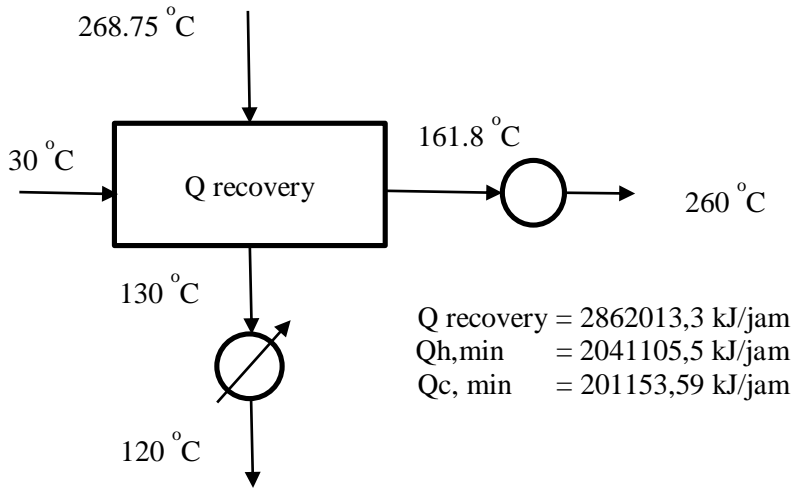 268.75 °C
30 °C
161.8 °C
Q recovery
260 °C
130 °C
Q recovery = 2862013,3 kJ/jam
Qh,min = 2041105,5 kJ/jam
Qc, min = 201153,59 kJ/jam
120 °C